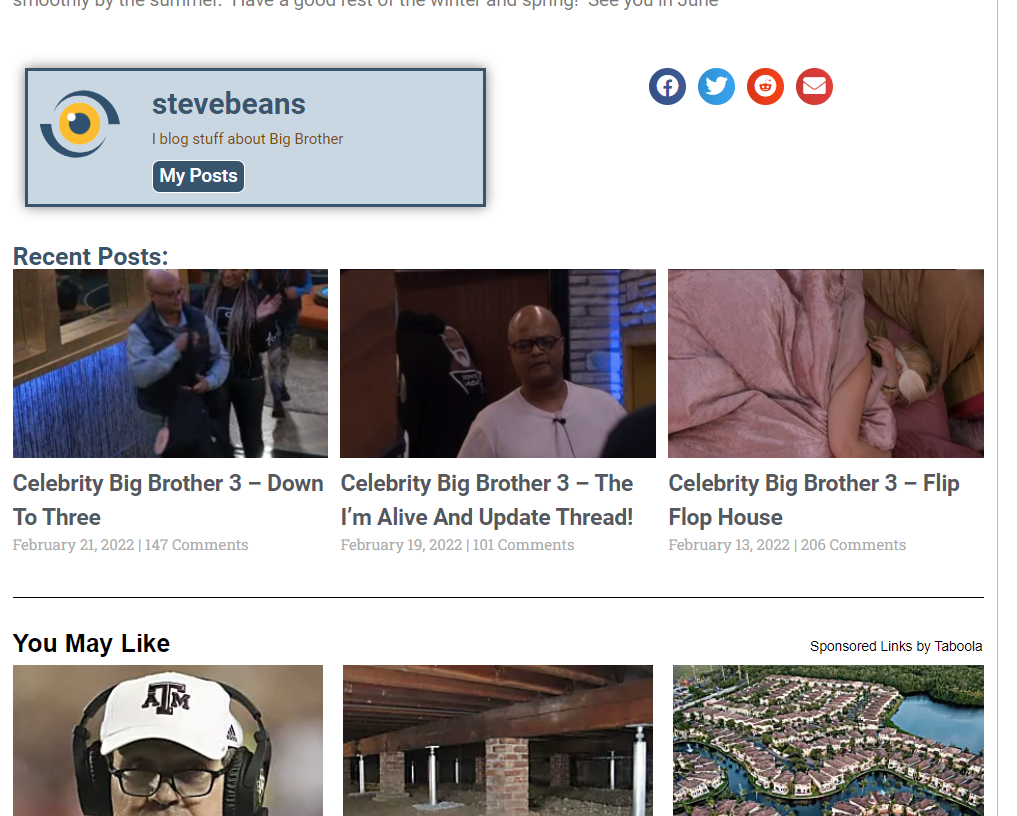 smoothly by the summer. Have a good rest of the winter and spring! See you in June
stevebeans
I blog stuff about Big Brother
My Posts
Recent Posts:
Celebrity Big Brother 3 – Down
To Three
February 21, 2022 | 147 Comments
Celebrity Big Brother 3 – The
I'm Alive And Update Thread!
February 19, 2022 | 101 Comments
Celebrity Big Brother 3 – Flip
Flop House
February 13, 2022 | 206 Comments
You May Like
Sponsored Links by Taboola
ATM